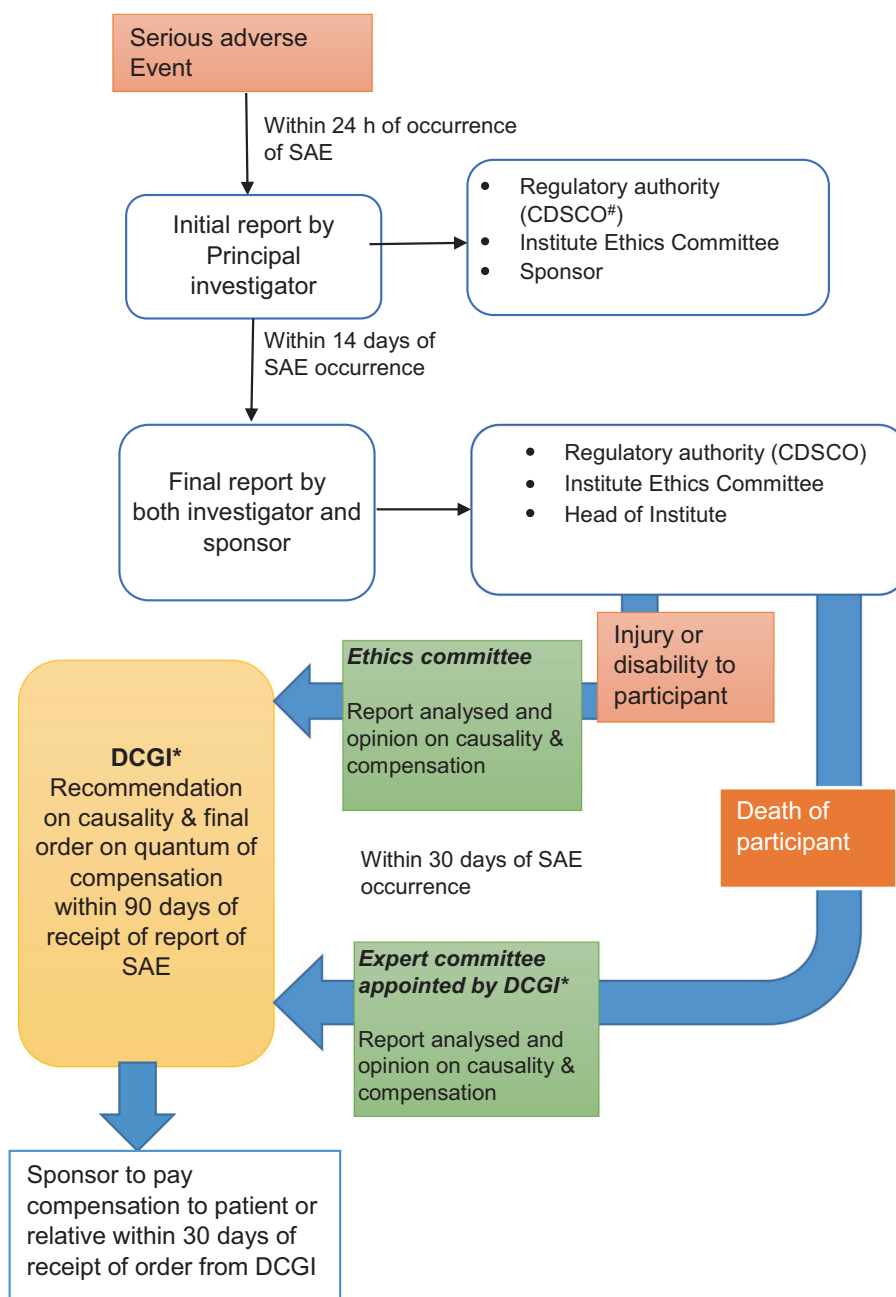 Serious adverse
Event
Within 24 h of occurrence
of SAE
Initial report by
Principal
investigator
• Regulatory authority
(CDSCO#)
• Institute Ethics Committee
• Sponsor
Within 14 days of
SAE occurrence
Final report by
both investigator and
sponsor
• Regulatory authority (CDSCO)
• Institute Ethics Committee
• Head of Institute
Injury or
disability to
participant
Ethics committee
Report analysed and
opinion on causality &
compensation
DCGI*
Recommendation
on causality & final
order on quantum of
compensation
within 90 days of
receipt of report of
SAE
Death of
participant
Within 30 days of SAE
occurrence
Expert committee
appointed by DCGI*
Report analysed and
opinion on causality &
compensation
Sponsor to pay
compensation to patient or
relative within 30 days of
receipt of order from DCGI